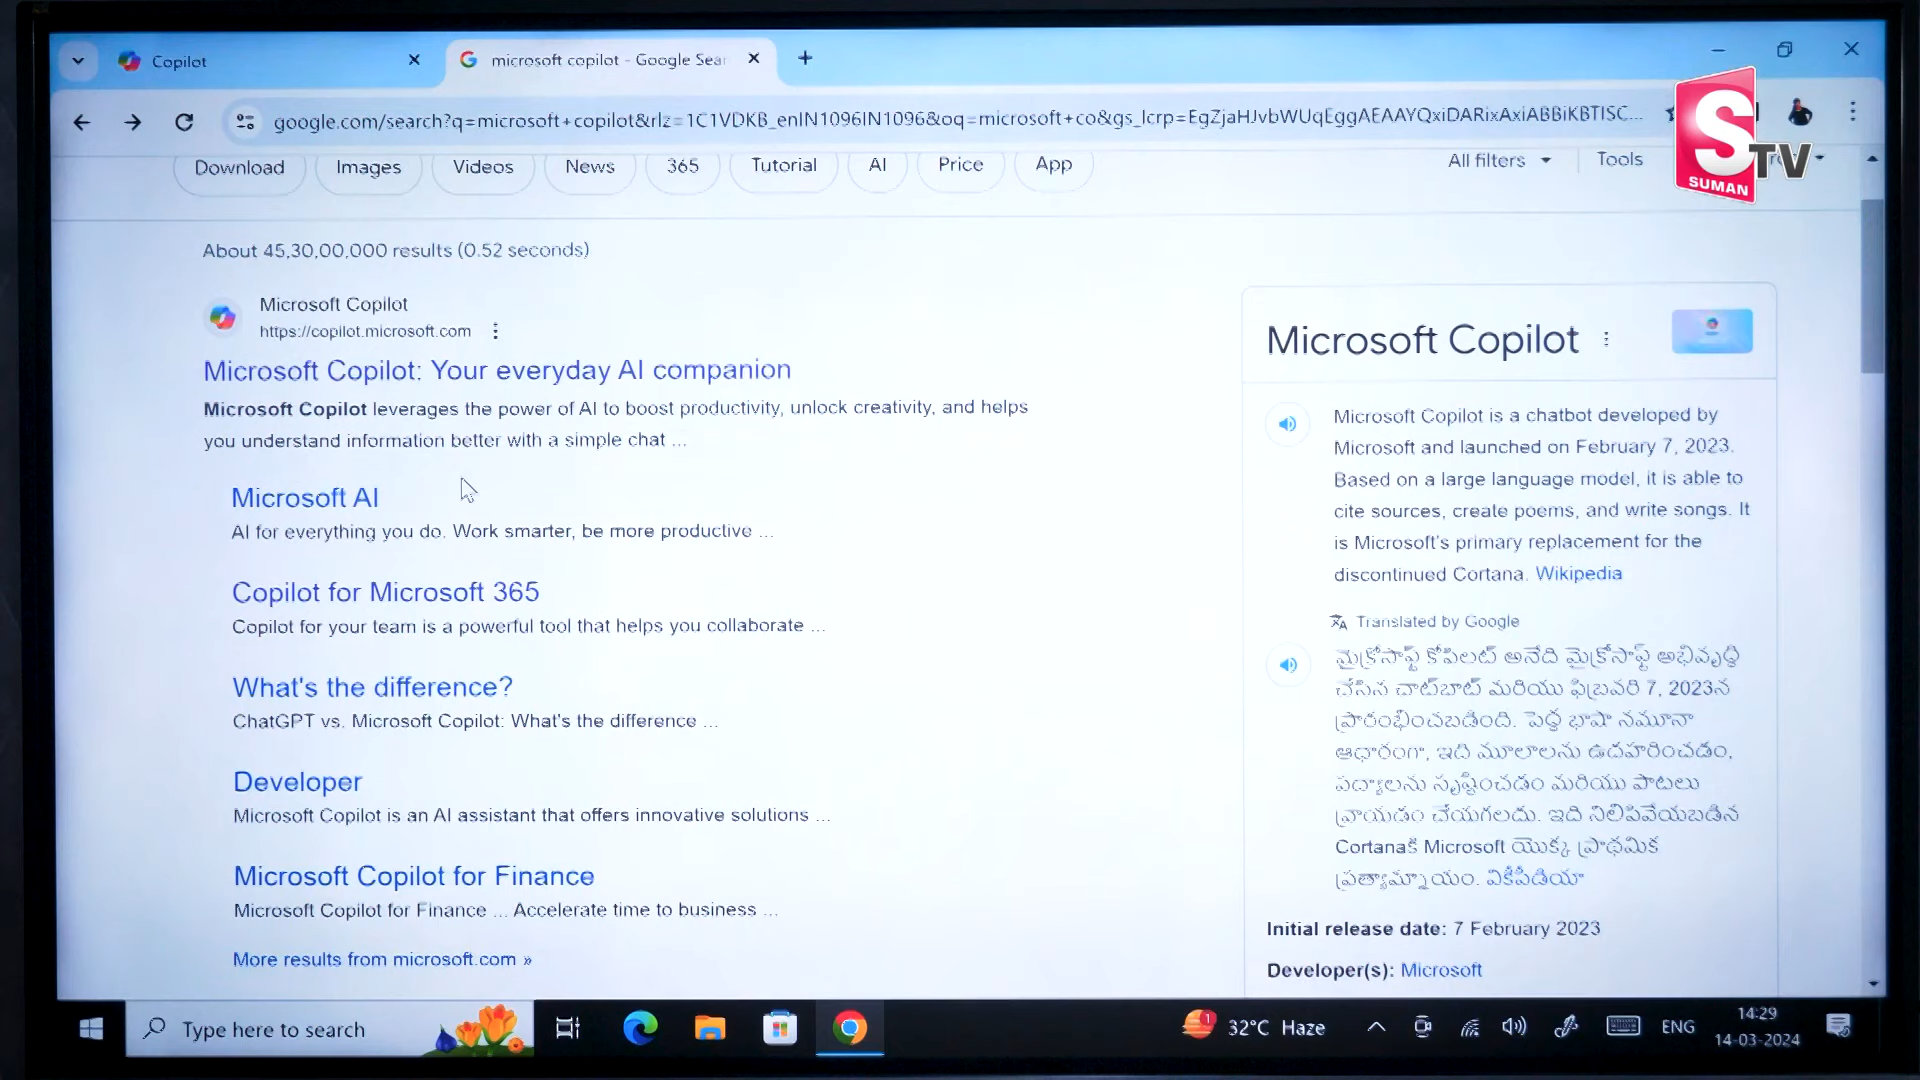 Copilot
microsoft copilot - Google Sear
google.com/search?q=microsoft+copilot&rlz=1C1VDKB_enIN1096IN1096&oq=microsoft+co&gs_lcrp=EgZjaHJvbWUqEggAEAAYQxiDARixAxiABBiKBTISC...
S
TV
SUMAN
Download
Images
Videos
News
365
Tutorial
AI
Price
App
All filters
Tools
About 45,30,00,000 results (0.52 seconds)
Microsoft Copilot
https://copilot.microsoft.com
Microsoft Copilot: Your everyday AI companion
Microsoft Copilot leverages the power of AI to boost productivity, unlock creativity, and helps
you understand information better with a simple chat ...
Microsoft AI
AI for everything you do. Work smarter, be more productive ...
Copilot for Microsoft 365
Copilot for your team is a powerful tool that helps you collaborate ...
What's the difference?
ChatGPT vs. Microsoft Copilot: What's the difference ...
Developer
Microsoft Copilot is an AI assistant that offers innovative solutions ...
Microsoft Copilot for Finance
Microsoft Copilot for Finance ... Accelerate time to business ...
More results from microsoft.com »
Microsoft Copilot
Microsoft Copilot is a chatbot developed by
Microsoft and launched on February 7, 2023.
Based on a large language model, it is able to
cite sources, create poems, and write songs. It
is Microsoft's primary replacement for the
discontinued Cortana. Wikipedia
Translated by Google
మైక్రోసాఫ్ట్ కోపిలట్ అనేది మైక్రోసాఫ్ట్ అభివృద్ధి
చేసిన చాట్‌బాట్ మరియు ఫిబ్రవరి 7, 2023న
ప్రారంభించబడింది. పెద్ద భాషా నమూనా
ఆధారంగా, ఇది మూలాలను ఉదహరించడం,
పద్యాలను సృష్టించడం మరియు పాటలు
వ్రాయడం చేయగలదు. ఇది నిలిపివేయబడిన
Cortanaకి Microsoft యొక్క ప్రాథమిక
ప్రత్యామ్నాయం. వికీపీడియా
Initial release date: 7 February 2023
Developer(s): Microsoft
Type here to search
1
32°C Haze
ENG
14:29
14-03-2024